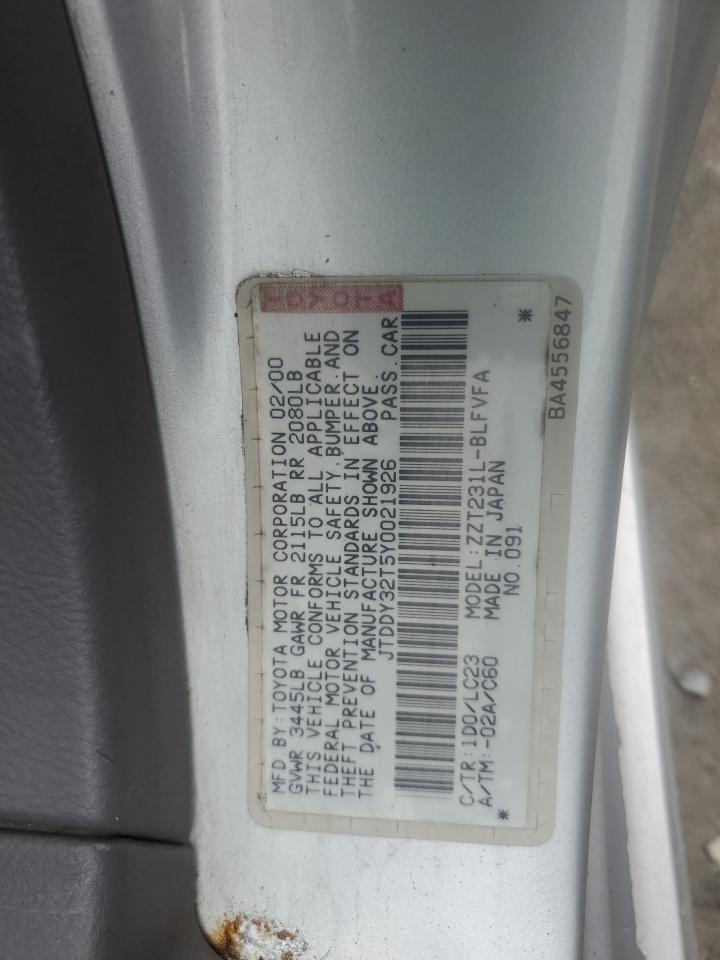 TOYOTA
MFD BY:TOYOTA MOTOR CORPORATION 02/00
GVWR 3445LB GAWR FR 2115LB RR 2080LB
THIS VEHICLE CONFORMS TO ALL APPLICABLE
FEDERAL MOTOR VEHICLE SAFETY.BUMPER.AND
THEFT PREVENTION STANDARDS IN EFFECT ON
THE DATE OF MANUFACTURE SHOWN ABOVE.
JTDDY32T5Y0021926 PASS.CAR
C/TR:1D0/LC23 MODEL:ZZT231L-BLFVFA
A/TM:-02A/C60 MADE IN JAPAN
* NO.091 *
BA4556847